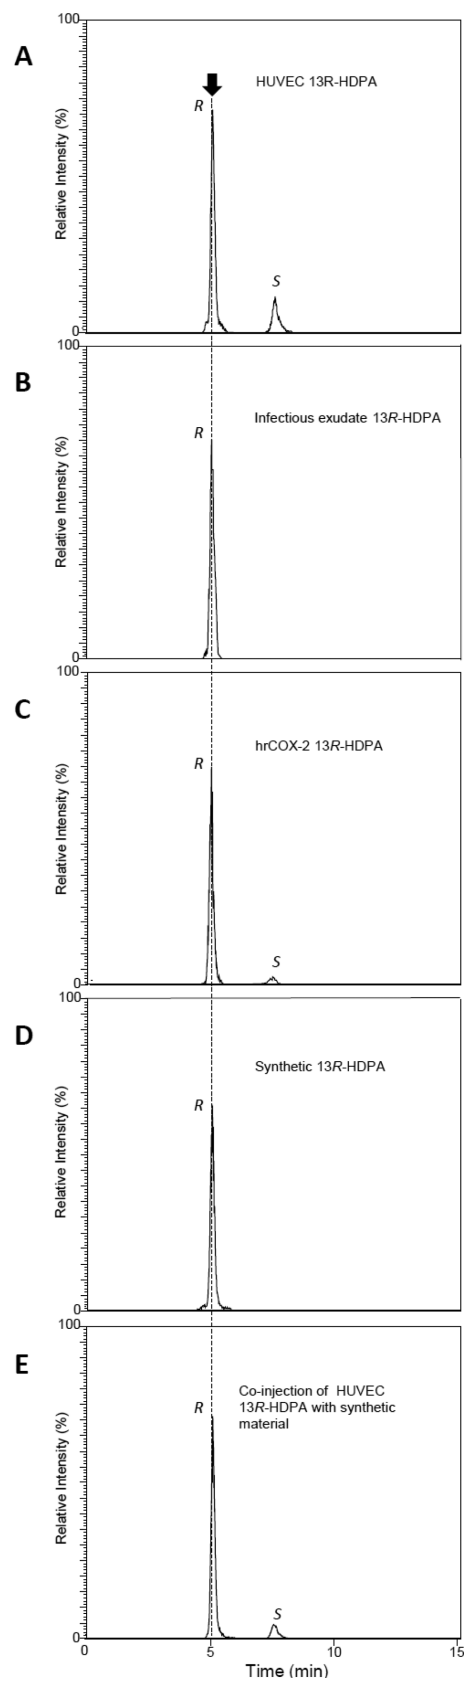 A
100
Relative Intensity (%)
0
R
HUVEC 13R-HDPA
S
B
100
Relative Intensity (%)
0
R
Infectious exudate 13R-HDPA
C
100
Relative Intensity (%)
0
R
hrCOX-2 13R-HDPA
S
D
100
Relative Intensity (%)
0
R
Synthetic 13R-HDPA
E
100
Relative Intensity (%)
0
R
Co-injection of HUVEC
13R-HDPA with synthetic
material
S
0 5 10 15
Time (min)